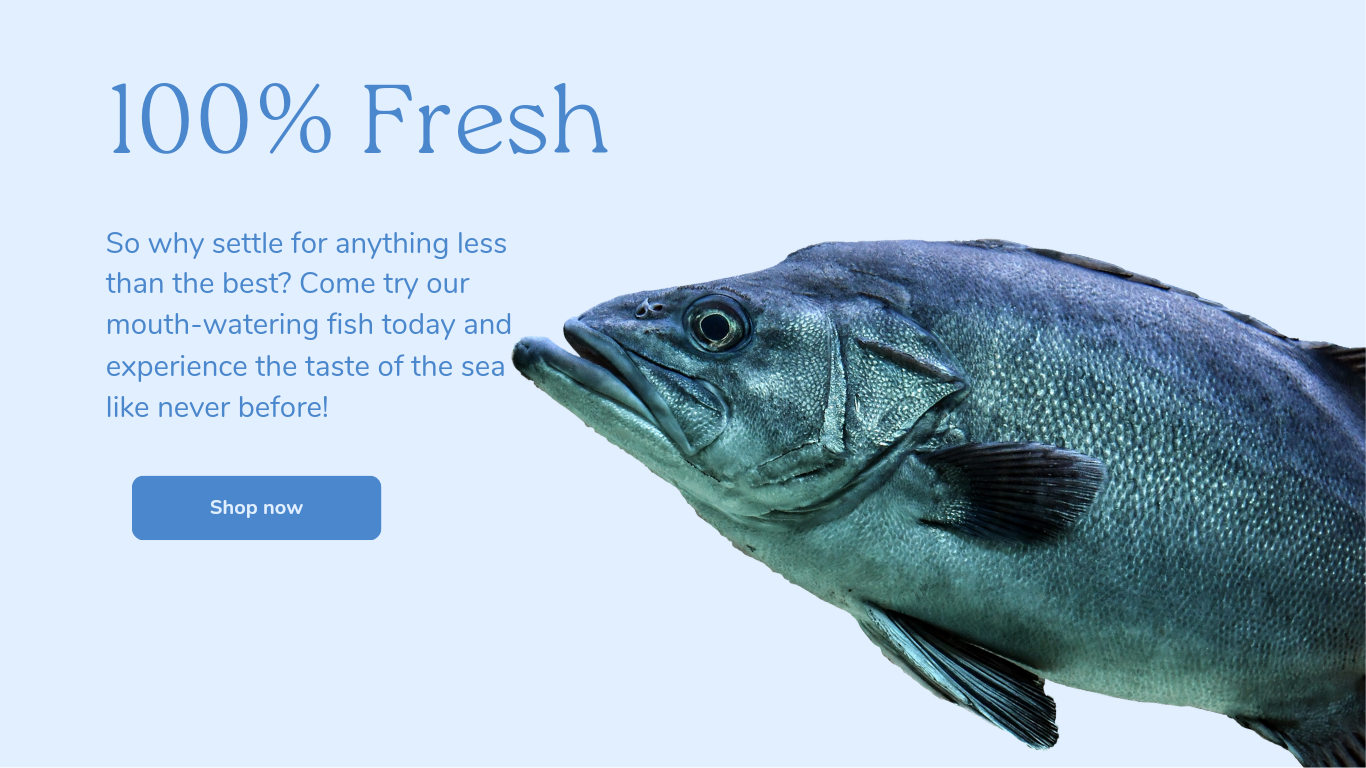 100% Fresh
So why settle for anything less
than the best? Come try our
mouth-watering fish today and
experience the taste of the sea
like never before!
Shop now